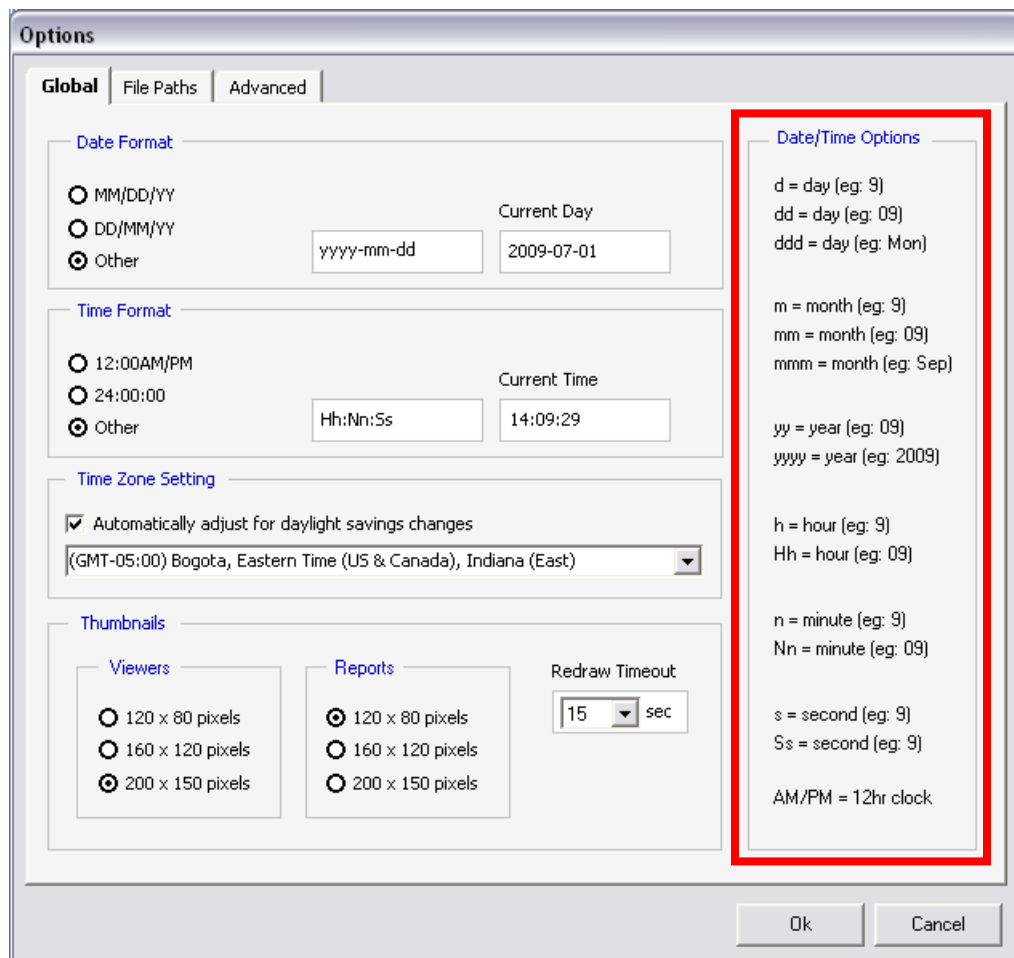 Options
Global File Paths Advanced
Date Format
MM/DD/YY
DD/MM/YY
Other
yyyy-mm-dd
Current Day
2009-07-01
Time Format
12:00AM/PM
24:00:00
Other
Hh:Nn:Ss
Current Time
14:09:29
Time Zone Setting
Automatically adjust for daylight savings changes
(GMT-05:00) Bogota, Eastern Time (US & Canada), Indiana (East)
Thumbnails
Viewers
120 x 80 pixels
160 x 120 pixels
200 x 150 pixels
Reports
120 x 80 pixels
160 x 120 pixels
200 x 150 pixels
Redraw Timeout
15 sec
Date/Time Options
d = day (eg: 9)
dd = day (eg: 09)
ddd = day (eg: Mon)
m = month (eg: 9)
mm = month (eg: 09)
mmm = month (eg: Sep)
yy = year (eg: 09)
yyyy = year (eg: 2009)
h = hour (eg: 9)
Hh = hour (eg: 09)
n = minute (eg: 9)
Nn = minute (eg: 09)
s = second (eg: 9)
Ss = second (eg: 9)
AM/PM = 12hr clock
Ok Cancel